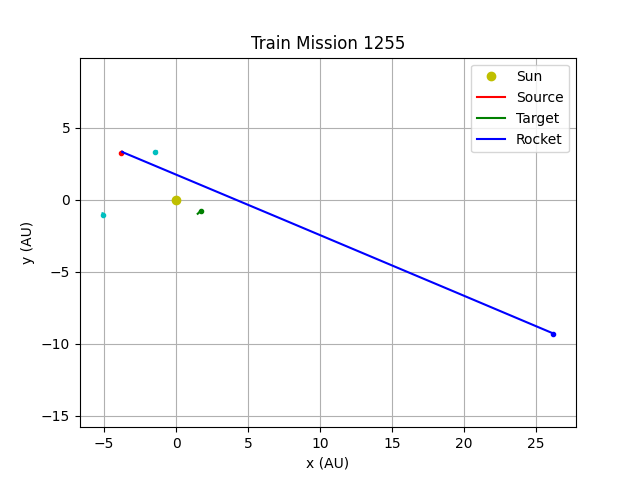 Train Mission 1255
Sun
Source
Target
Rocket
5
0
−5
−10
−15
y (AU)
−5
0
5
10
15
20
25
x (AU)